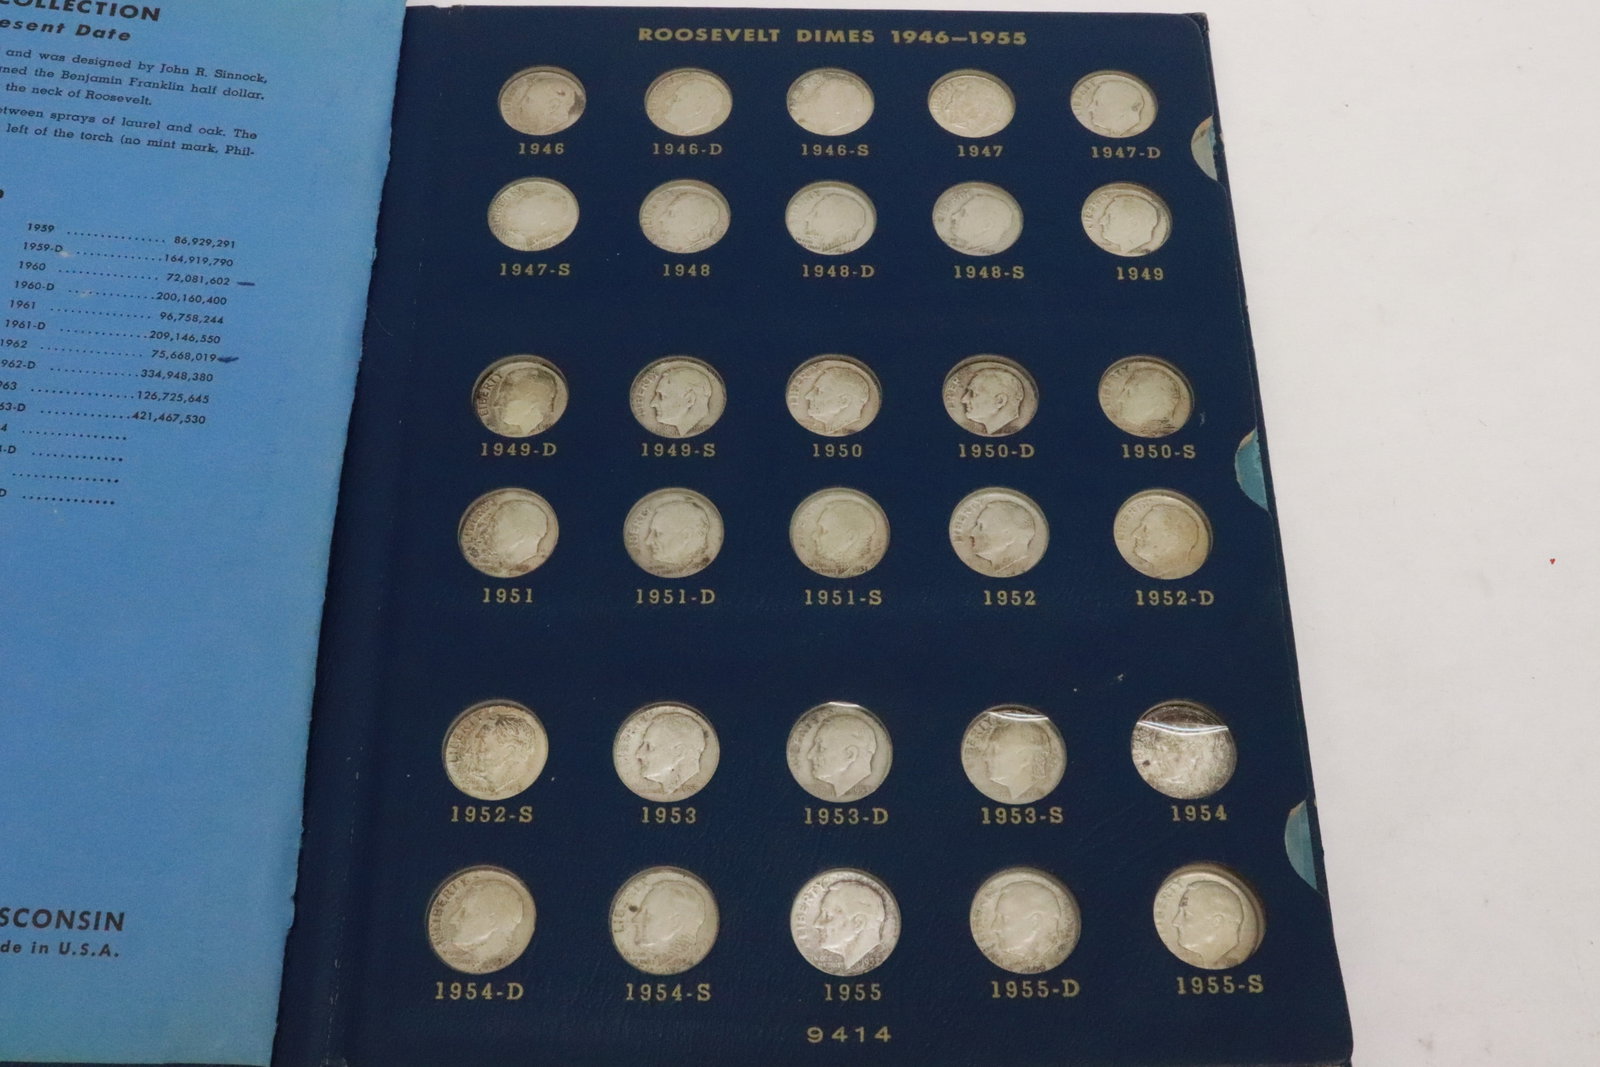 COLLECTION
esent Date
and was designed by John R. Sinnock,
gned the Benjamin Franklin half dollar.
the neck of Roosevelt.
etween sprays of laurel and oak. The
left of the torch (no mint mark, Phil-
1959 ............... 86,929,291
1959-D .............164,919,790
1960 ............... 72,081,602
1960-D .............200,160,400
1961 ............... 96,758,244
1961-D .............209,146,550
1962 ............... 75,668,019
962-D .............334,948,380
963 ...............126,725,645
63-D .............421,467,530
4 ...............
-D .............
...............
D .............
SCONSIN
de in U.S.A.
ROOSEVELT DIMES 1946–1955
1946 1946-D 1946-S 1947 1947-D
1947-S 1948 1948-D 1948-S 1949
1949-D 1949-S 1950 1950-D 1950-S
1951 1951-D 1951-S 1952 1952-D
1952-S 1953 1953-D 1953-S 1954
1954-D 1954-S 1955 1955-D 1955-S
9414